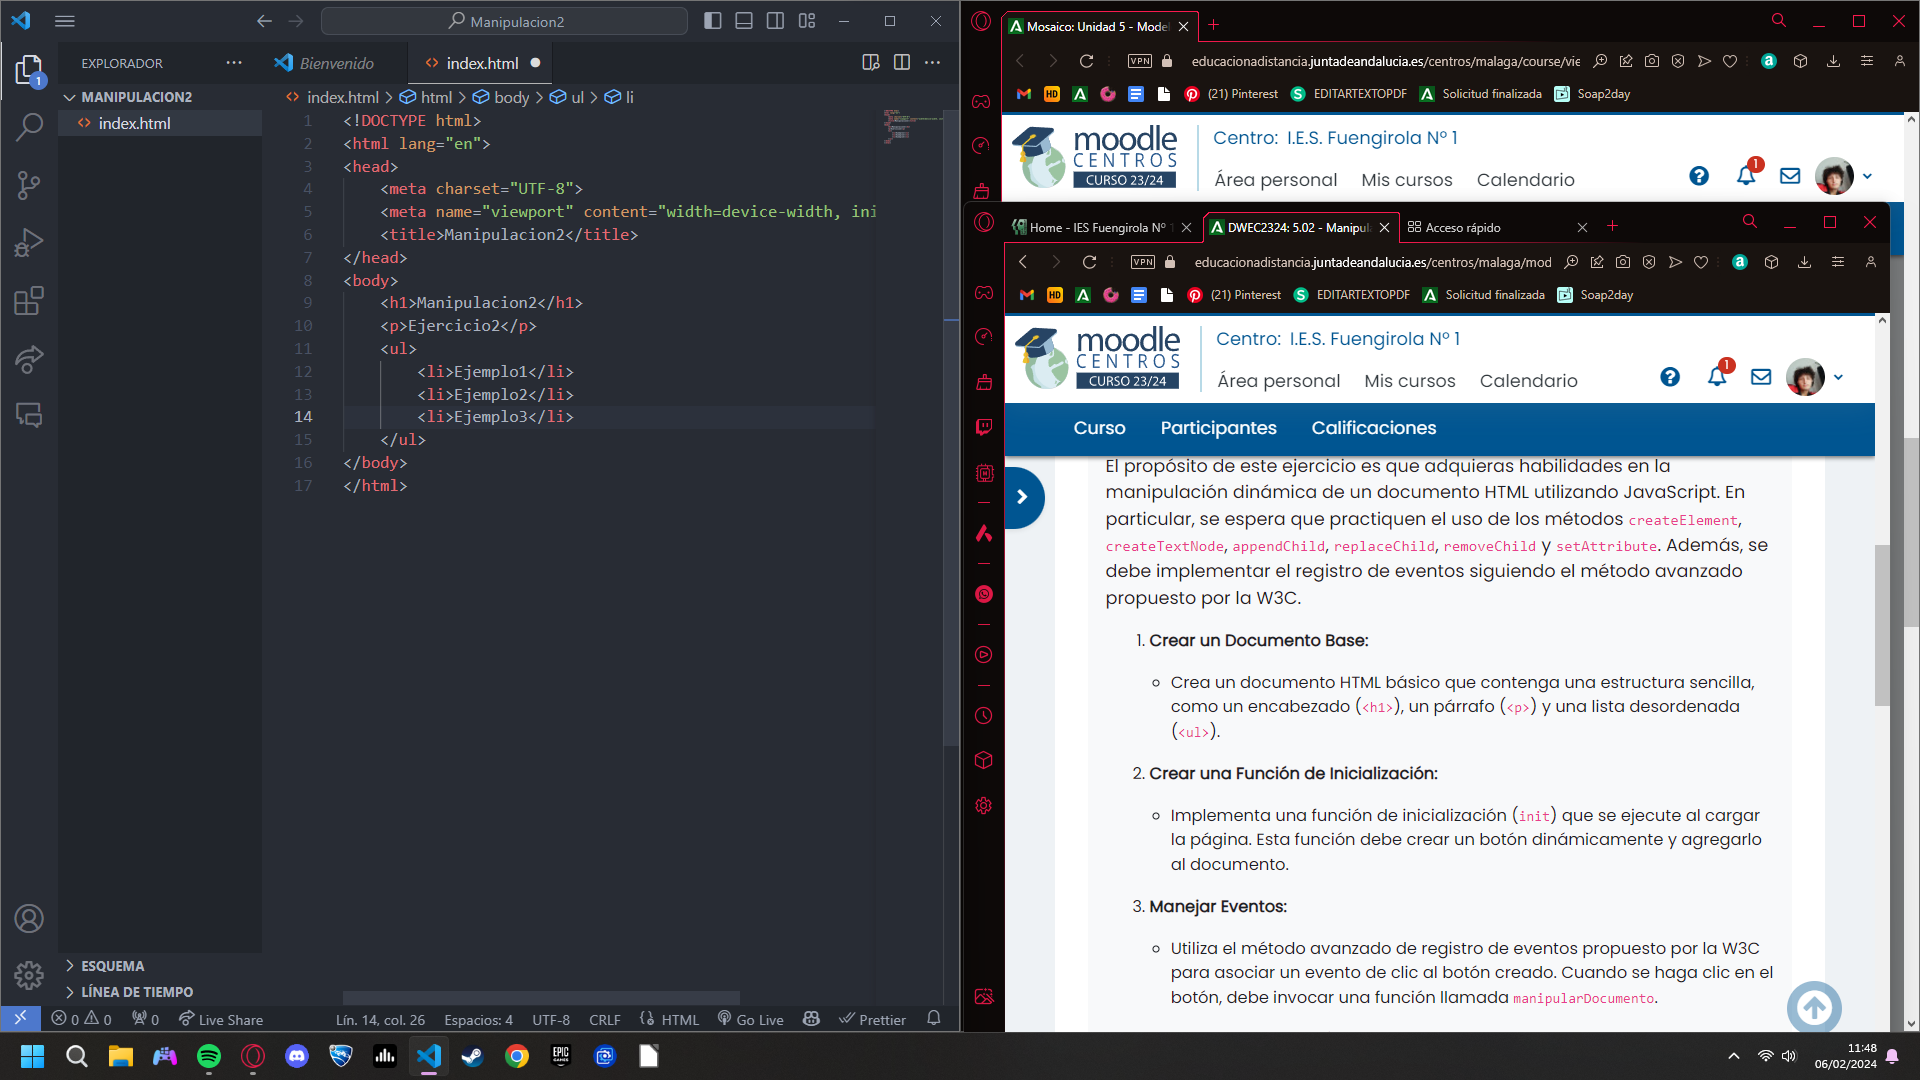 Manipulacion2
EXPLORADOR
Bienvenido
index.html
MANIPULACION2
index.html
index.html > html > body > ul > li
1 <!DOCTYPE html>
2 <html lang="en">
3 <head>
4 <meta charset="UTF-8">
5 <meta name="viewport" content="width=device-width, ini
6 <title>Manipulacion2</title>
7 </head>
8 <body>
9 <h1>Manipulacion2</h1>
10 <p>Ejercicio2</p>
11 <ul>
12 <li>Ejemplo1</li>
13 <li>Ejemplo2</li>
14 <li>Ejemplo3</li>
15 </ul>
16 </body>
17 </html>
1
ESQUEMA
LÍNEA DE TIEMPO
0 0 0 Live Share Lín. 14, col. 26 Espacios: 4 UTF-8 CRLF HTML Go Live Prettier
Mosaico: Unidad 5 - Model
VPN educacionadistancia.juntadeandalucia.es/centros/malaga/course/vie
(21) Pinterest EDITARTEXTOPDF Solicitud finalizada Soap2day
moodle
CENTROS
CURSO 23/24
Centro: I.E.S. Fuengirola Nº 1
Área personal Mis cursos Calendario
1
Home - IES Fuengirola Nº 1
DWEC2324: 5.02 - Manipul
Acceso rápido
VPN educacionadistancia.juntadeandalucia.es/centros/malaga/mod
(21) Pinterest EDITARTEXTOPDF Solicitud finalizada Soap2day
moodle
CENTROS
CURSO 23/24
Centro: I.E.S. Fuengirola Nº 1
Área personal Mis cursos Calendario
1
Curso Participantes Calificaciones
El propósito de este ejercicio es que adquieras habilidades en la
manipulación dinámica de un documento HTML utilizando JavaScript. En
particular, se espera que practiquen el uso de los métodos createElement,
createTextNode, appendChild, replaceChild, removeChild y setAttribute. Además, se
debe implementar el registro de eventos siguiendo el método avanzado
propuesto por la W3C.
1. Crear un Documento Base:
Crea un documento HTML básico que contenga una estructura sencilla,
como un encabezado (<h1>), un párrafo (<p>) y una lista desordenada
(<ul>).
2. Crear una Función de Inicialización:
Implementa una función de inicialización (init) que se ejecute al cargar
la página. Esta función debe crear un botón dinámicamente y agregarlo
al documento.
3. Manejar Eventos:
Utiliza el método avanzado de registro de eventos propuesto por la W3C
para asociar un evento de clic al botón creado. Cuando se haga clic en el
botón, debe invocar una función llamada manipularDocumento.
11:48
06/02/2024